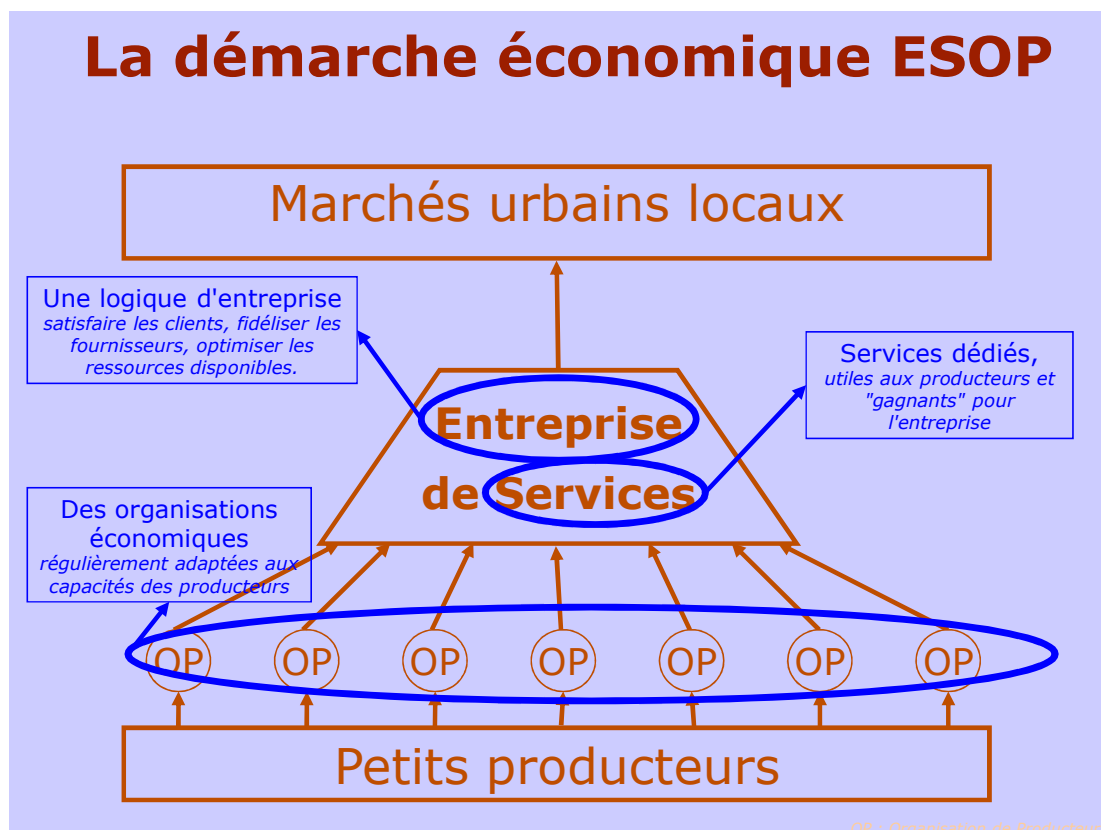 La démarche économique ESOP
Marchés urbains locaux
Une logique d'entreprise
satisfaire les clients, fidéliser les
fournisseurs, optimiser les
ressources disponibles.
Services dédiés,
utiles aux producteurs et
"gagnants" pour
l'entreprise
Entreprise
de Services
Des organisations
économiques
régulièrement adaptées aux
capacités des producteurs
OP OP OP OP OP OP OP
Petits producteurs